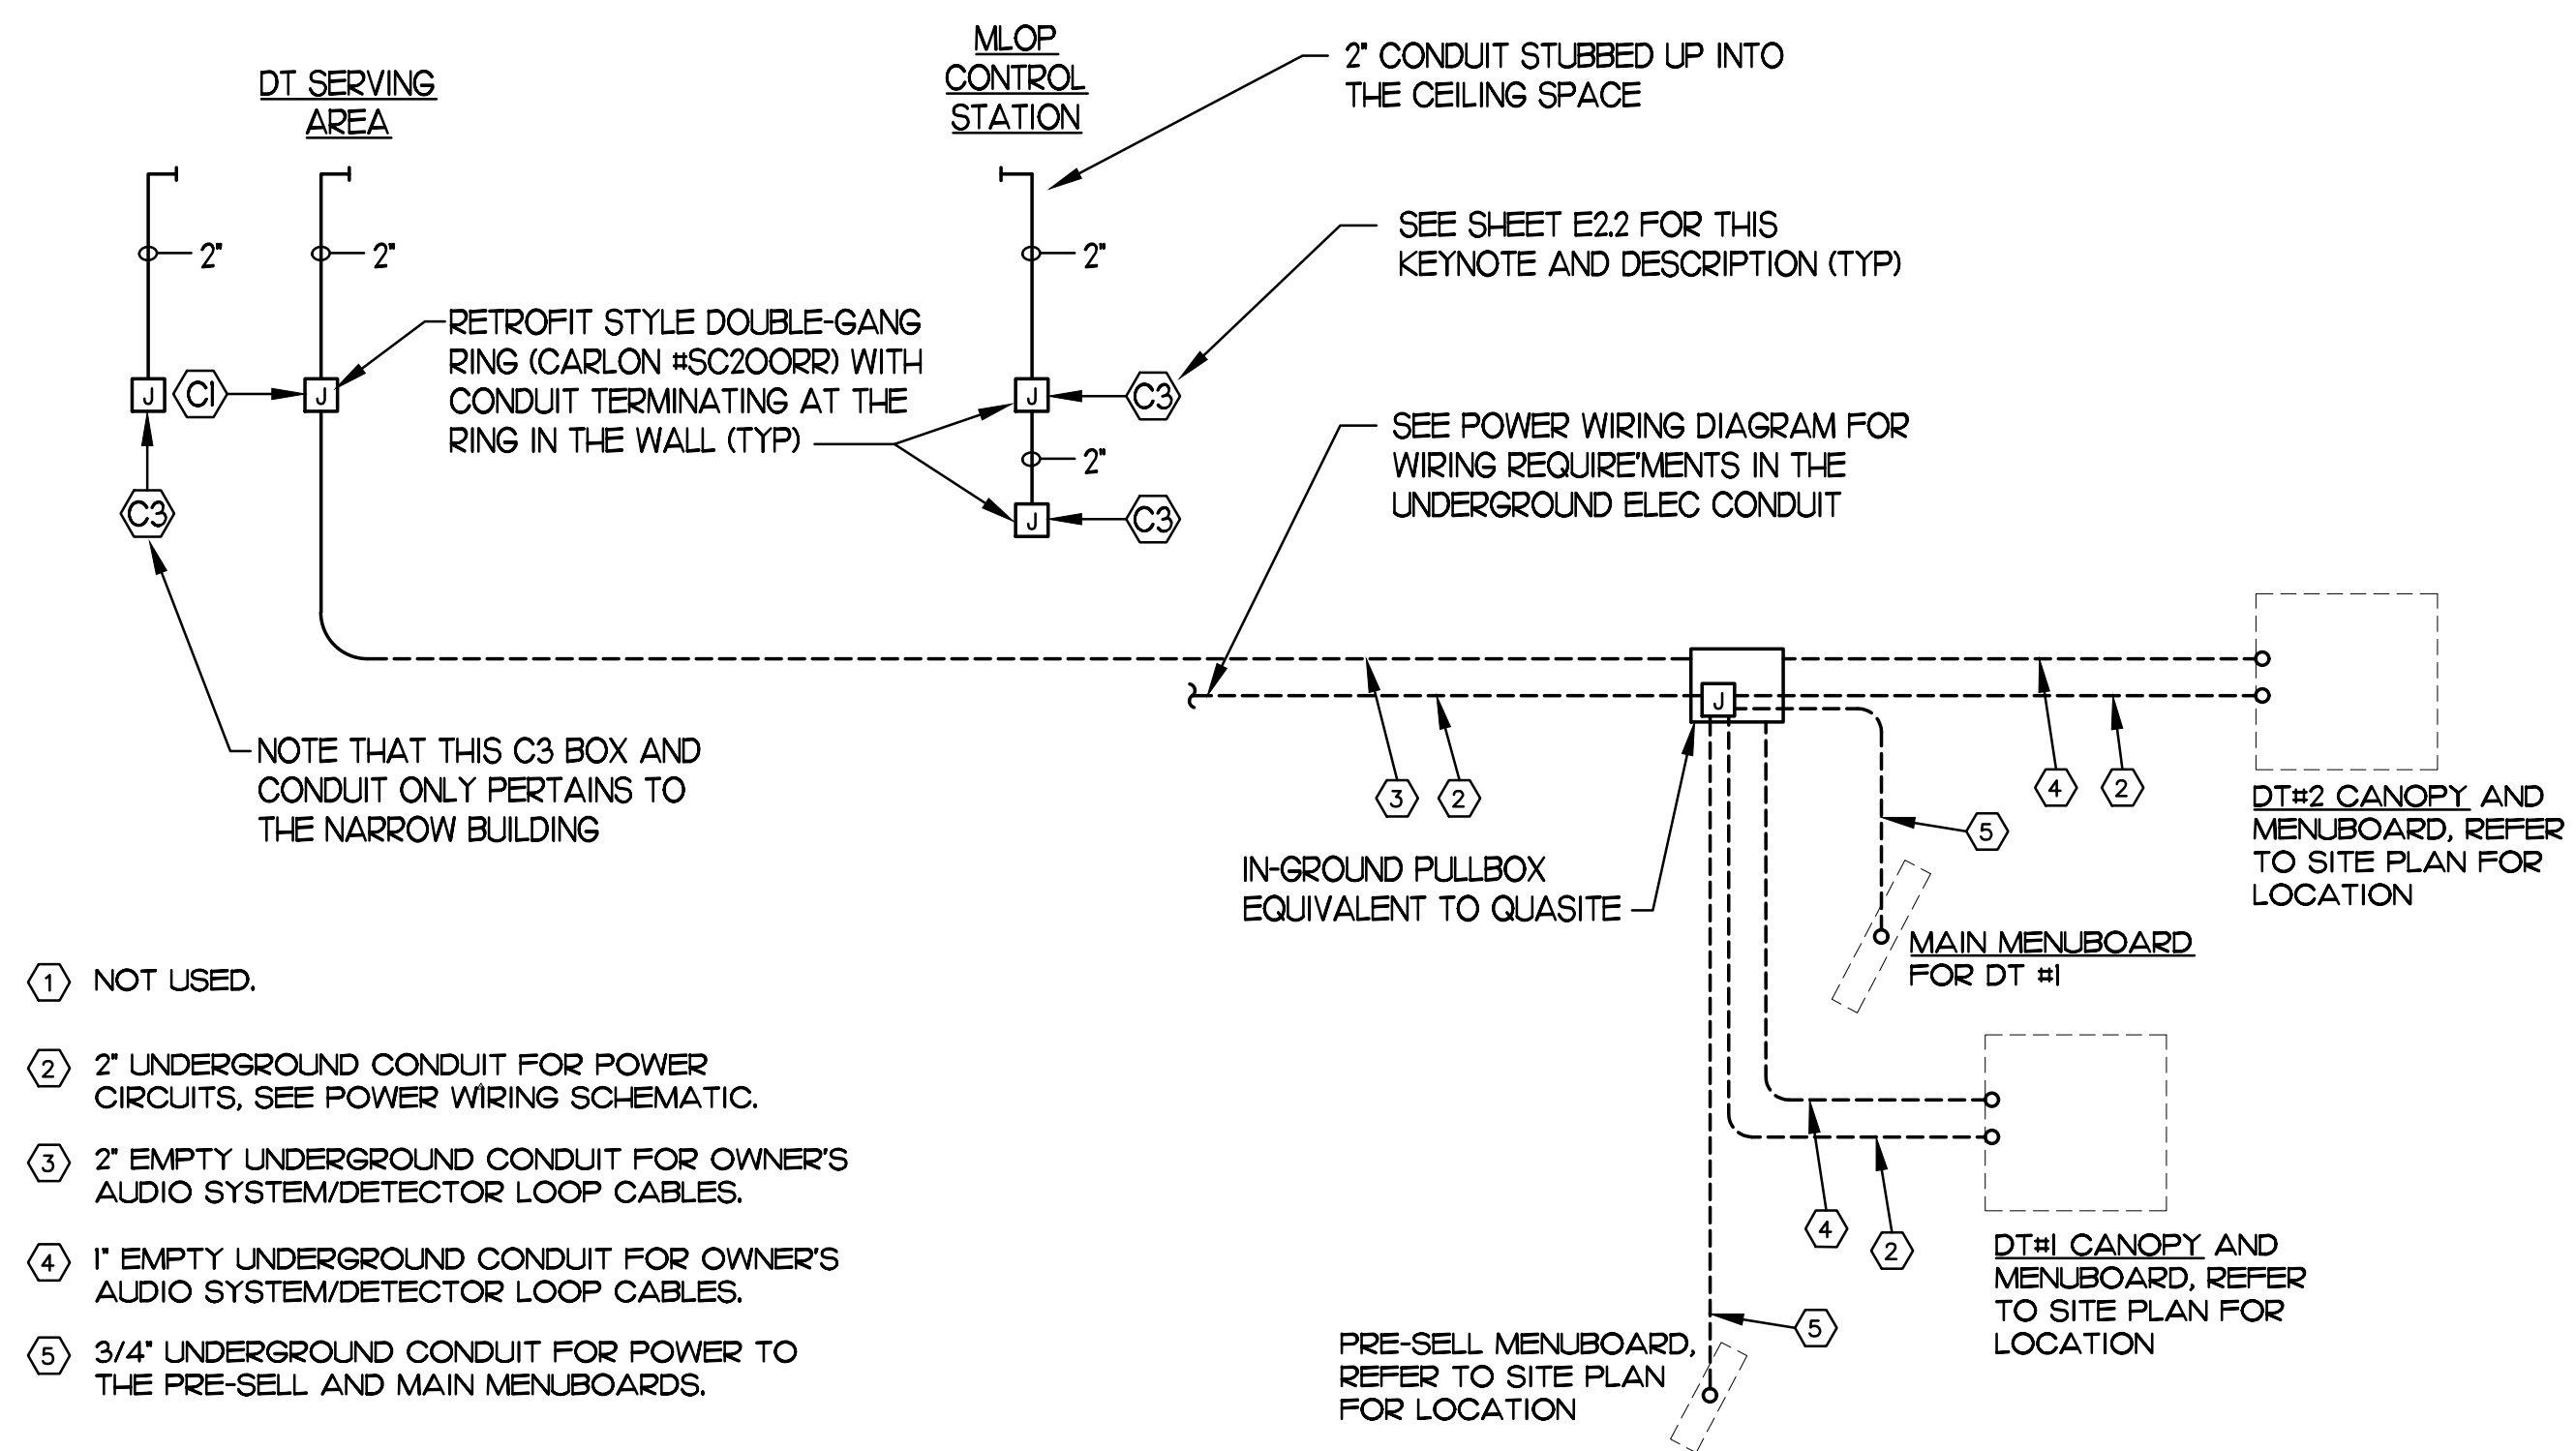 DT SERVING
AREA
MLOP
CONTROL
STATION
2" CONDUIT STUBBED UP INTO
THE CEILING SPACE
2"
2"
2"
SEE SHEET E2.2 FOR THIS
KEYNOTE AND DESCRIPTION (TYP)
RETROFIT STYLE DOUBLE-GANG
RING (CARLON #SC200RR) WITH
CONDUIT TERMINATING AT THE
RING IN THE WALL (TYP)
J
C1
J
J
C3
2"
J
C3
C3
SEE POWER WIRING DIAGRAM FOR
WIRING REQUIRE'MENTS IN THE
UNDERGROUND ELEC CONDUIT
NOTE THAT THIS C3 BOX AND
CONDUIT ONLY PERTAINS TO
THE NARROW BUILDING
J
3
2
4
2
5
IN-GROUND PULLBOX
EQUIVALENT TO QUASITE
DT#2 CANOPY AND
MENUBOARD, REFER
TO SITE PLAN FOR
LOCATION
MAIN MENUBOARD
FOR DT #1
4
2
5
DT#1 CANOPY AND
MENUBOARD, REFER
TO SITE PLAN FOR
LOCATION
PRE-SELL MENUBOARD,
REFER TO SITE PLAN
FOR LOCATION
1 NOT USED.
2 2" UNDERGROUND CONDUIT FOR POWER
CIRCUITS, SEE POWER WIRING SCHEMATIC.
3 2" EMPTY UNDERGROUND CONDUIT FOR OWNER'S
AUDIO SYSTEM/DETECTOR LOOP CABLES.
4 1" EMPTY UNDERGROUND CONDUIT FOR OWNER'S
AUDIO SYSTEM/DETECTOR LOOP CABLES.
5 3/4" UNDERGROUND CONDUIT FOR POWER TO
THE PRE-SELL AND MAIN MENUBOARDS.